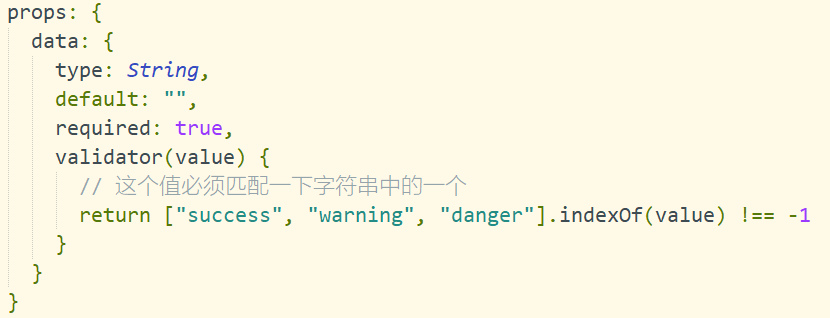 props: {
  data: {
    type: String,
    default: "",
    required: true,
    validator(value) {
      // 这个值必须匹配一下字符串中的一个
      return ["success", "warning", "danger"].indexOf(value) !== -1
    }
  }
}